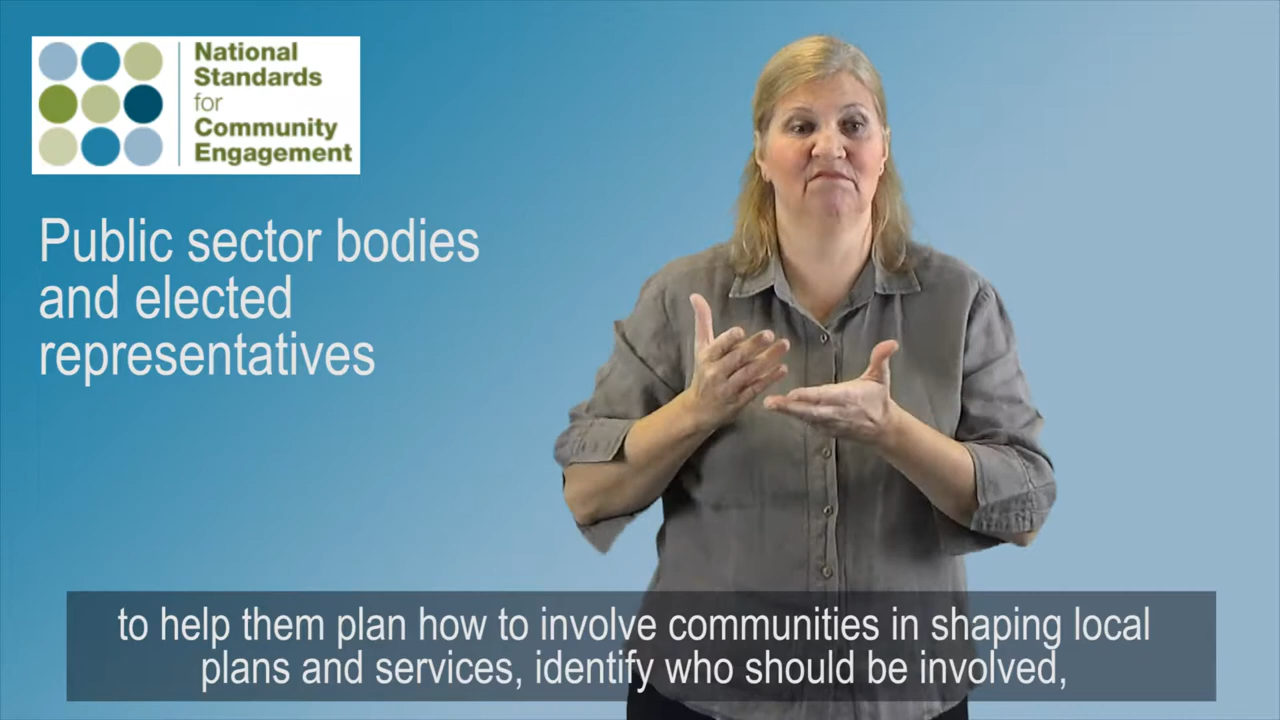 National
Standards
for
Community
Engagement
Public sector bodies
and elected
representatives
to help them plan how to involve communities in shaping local
plans and services, identify who should be involved,